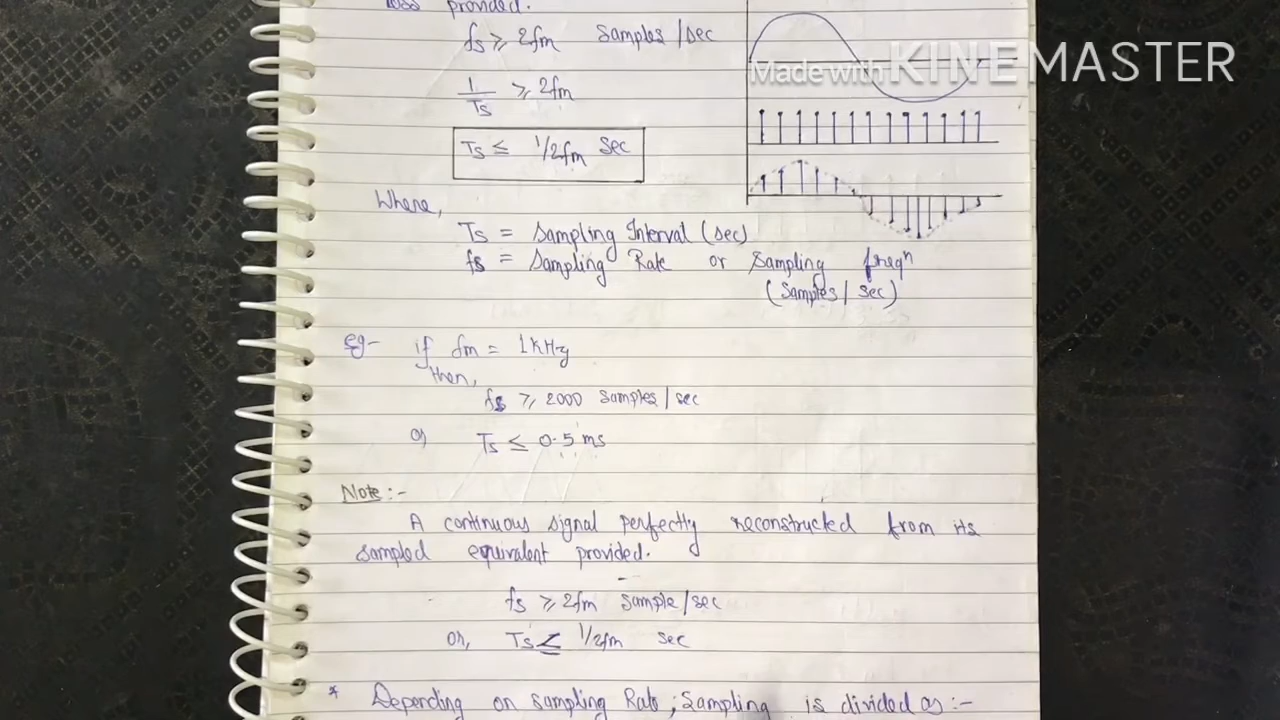 loss provided.
fs ≥ 2fm Samples/sec
1/Ts ≥ 2fm
Ts ≤ 1/2fm Sec
Made with KINEMASTER
Where,
Ts = Sampling Interval (sec)
fs = Sampling Rate or Sampling freqn
(Samples/sec)
eg- if fm = 1KHz
then,
fs ≥ 2000 Samples/sec
or Ts ≤ 0.5 ms
Note:-
A continuous signal perfectly reconstructed from its
sampled equivalent provided.
fs ≥ 2fm Sample/sec
or, Ts ≤ 1/2fm Sec
* Depending on Sampling Rate; Sampling is divided as:-